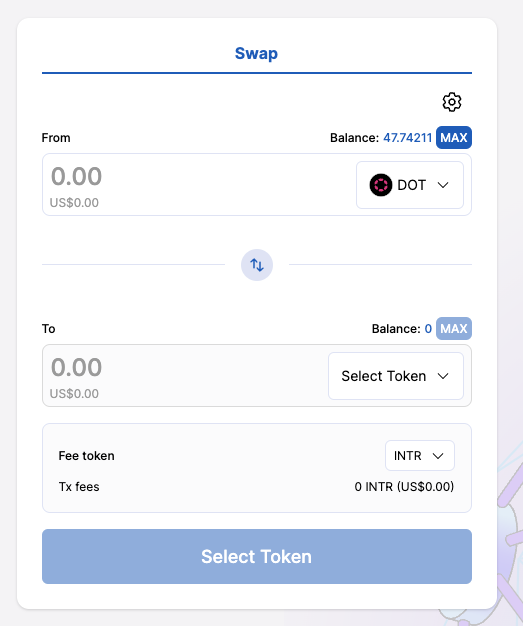 Swap
From Balance: 47.74211 MAX
0.00 DOT
US$0.00
To Balance: 0 MAX
0.00 Select Token
US$0.00
Fee token INTR
Tx fees 0 INTR (US$0.00)
Select Token